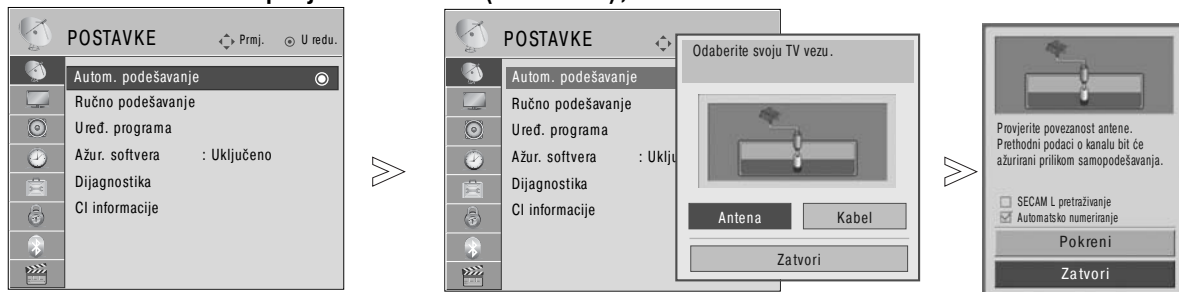 POSTAVKE
Prmj.
U redu.
Autom. podešavanje
Ručno podešavanje
Uređ. programa
Ažur. softvera : Uključeno
Dijagnostika
CI informacije
POSTAVKE
Autom. podešavanje
Ručno podešavanje
Uređ. programa
Ažur. softvera : Uklju
Dijagnostika
CI informacije
Odaberite svoju TV vezu.
Antena
Kabel
Zatvori
Provjerite povezanost antene.
Prethodni podaci o kanalu bit će
ažurirani prilikom samopodešavanja.
SECAM L pretraživanje
Automatsko numeriranje
Pokreni
Zatvori